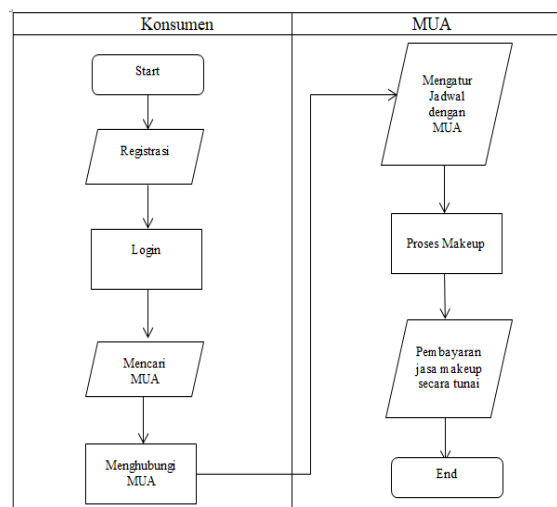 Konsumen
MUA
Start
Registrasi
Login
Mencari
MUA
Menghubungi
MUA
Mengatur
Jadwal
dengan
MUA
Proses Makeup
Pembayaran
jasa makeup
secara tunai
End